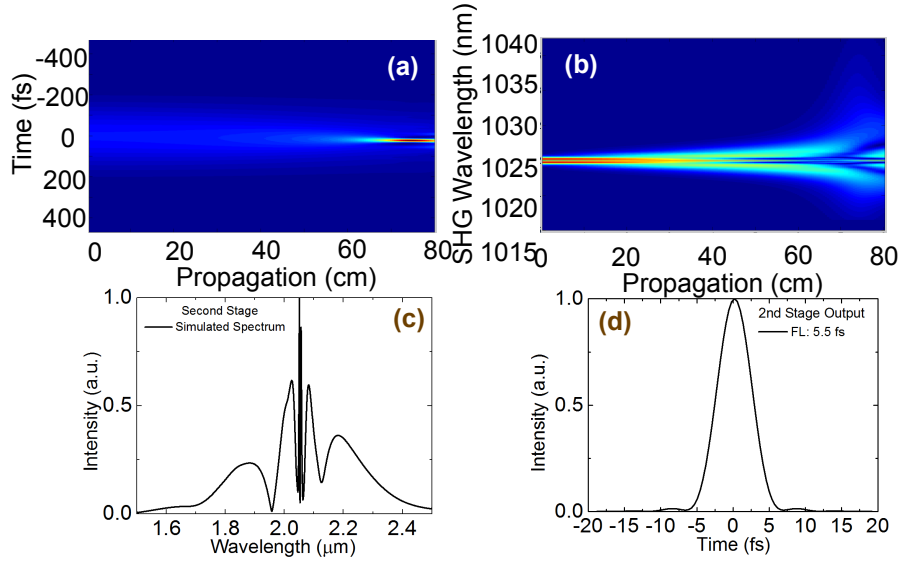 (a)
Time (fs)
-400
-200
0
200
400
0 20 40 60 80
Propagation (cm)
(b)
SHG Wavelength (nm)
1040
1035
1030
1025
1020
1015
0 20 40 60 80
Propagation (cm)
(c)
Second Stage
Simulated Spectrum
Intensity (a.u.)
1.0
0.5
0.0
1.6 1.8 2.0 2.2 2.4
Wavelength (μm)
(d)
2nd Stage Output
FL: 5.5 fs
Intensity (a.u.)
1.0
0.5
0.0
-20 -15 -10 -5 0 5 10 15 20
Time (fs)